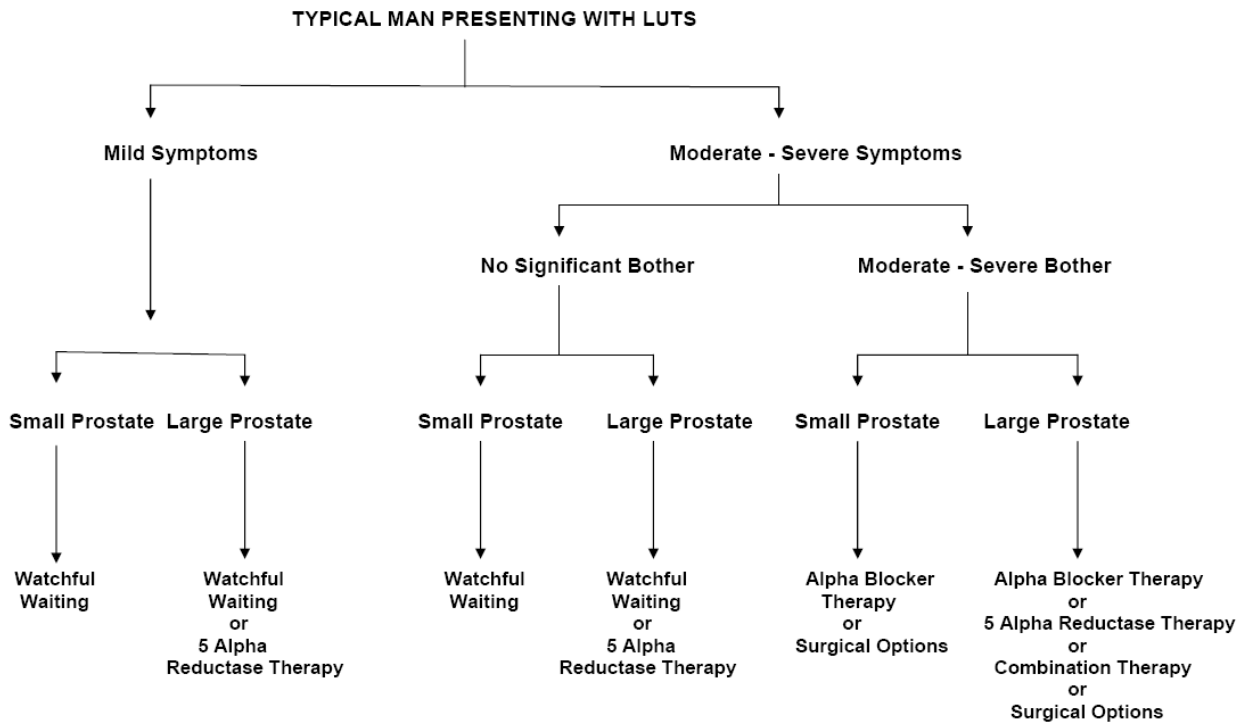 TYPICAL MAN PRESENTING WITH LUTS
Mild Symptoms
Moderate - Severe Symptoms
No Significant Bother
Moderate - Severe Bother
Small Prostate
Large Prostate
Small Prostate
Large Prostate
Small Prostate
Large Prostate
Watchful
Waiting
Watchful
Waiting
or
5 Alpha
Reductase Therapy
Watchful
Waiting
Watchful
Waiting
or
5 Alpha
Reductase Therapy
Alpha Blocker
Therapy
or
Surgical Options
Alpha Blocker Therapy
or
5 Alpha Reductase Therapy
or
Combination Therapy
or
Surgical Options